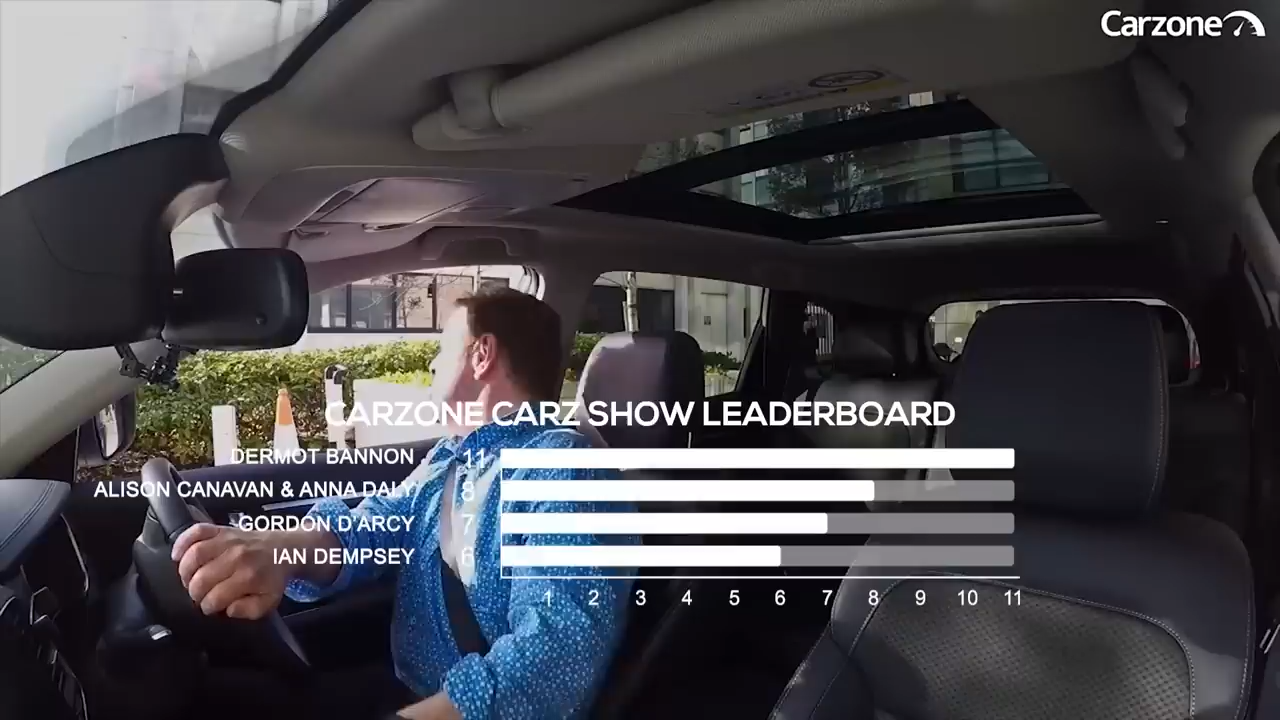 Carzone
CARZONE CARZ SHOW LEADERBOARD
DERMOT BANNON 11
ALISON CANAVAN & ANNA DALY 8
GORDON D'ARCY 7
IAN DEMPSEY 6
1 2 3 4 5 6 7 8 9 10 11